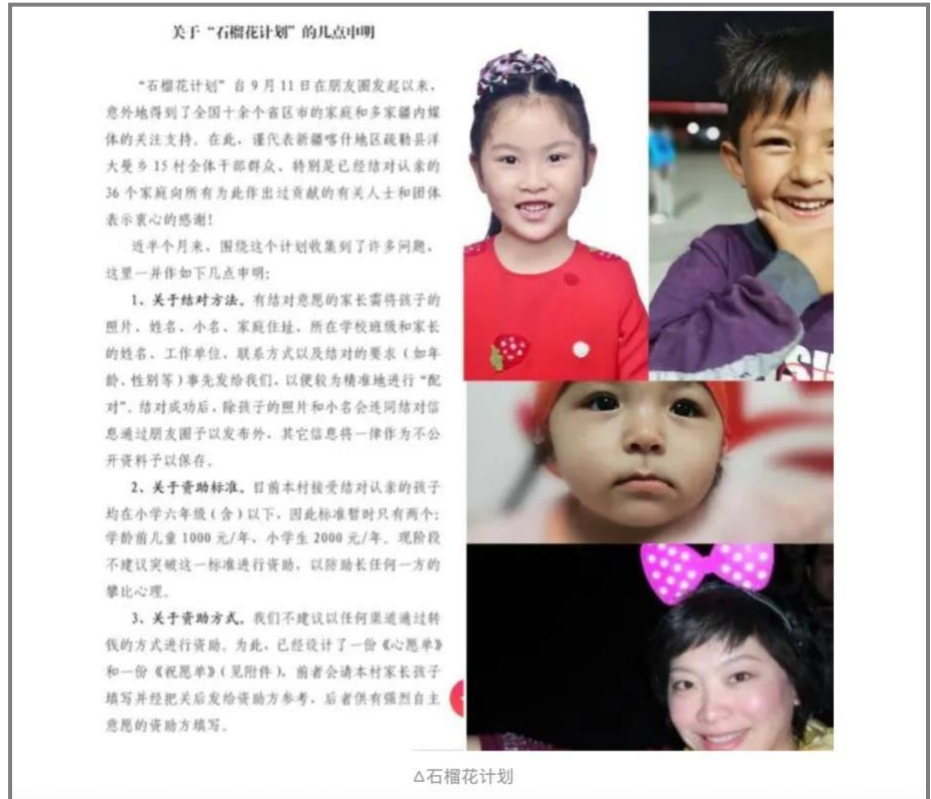 关于“石榴花计划”的几点申明
“石榴花计划”自9月11日在朋友圈发起以来，
意外地得到了全国十余个省区市的家庭和多家疆内媒
体的关注支持。在此，谨代表新疆喀什地区疏勒县洋
大曼乡15村全体干部群众、特别是已经结对认亲的
36个家庭向所有为此作出过贡献的有关人士和团体
表示衷心的感谢！
近半个月来，围绕这个计划收集到了许多问题，
这里一并作如下几点申明：
1、关于结对方法。有结对意愿的家长需将孩子的
照片、姓名、小名、家庭住址、所在学校班级和家长
的姓名、工作单位、联系方式以及结对的要求（如年
龄、性别等）事先发给我们，以便较为精准地进行“配
对”。结对成功后，除孩子的照片和小名会连同结对信
息通过朋友圈予以发布外，其它信息将一律作为不公
开资料予以保存。
2、关于资助标准。目前本村接受结对认亲的孩子
均在小学六年级（含）以下，因此标准暂时只有两个：
学龄前儿童1000元/年，小学生2000元/年。现阶段
不建议突破这一标准进行资助，以防助长任何一方的
攀比心理。
3、关于资助方式。我们不建议以任何渠道通过转
钱的方式进行资助。为此，已经设计了一份《心愿单》
和一份《祝愿单》（见附件），前者会请本村家长孩子
填写并经把关后发给资助方参考，后者供有强烈自主
意愿的资助方填写。
△石榴花计划